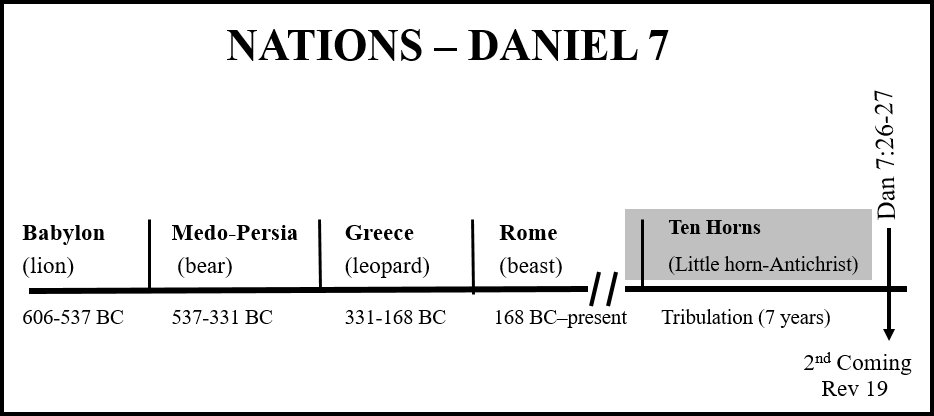 NATIONS – DANIEL 7
Dan 7:26-27
Babylon
(lion)
Medo-Persia
(bear)
Greece
(leopard)
Rome
(beast)
Ten Horns
(Little horn-Antichrist)
606-537 BC
537-331 BC
331-168 BC
168 BC–present
Tribulation (7 years)
2nd Coming
Rev 19